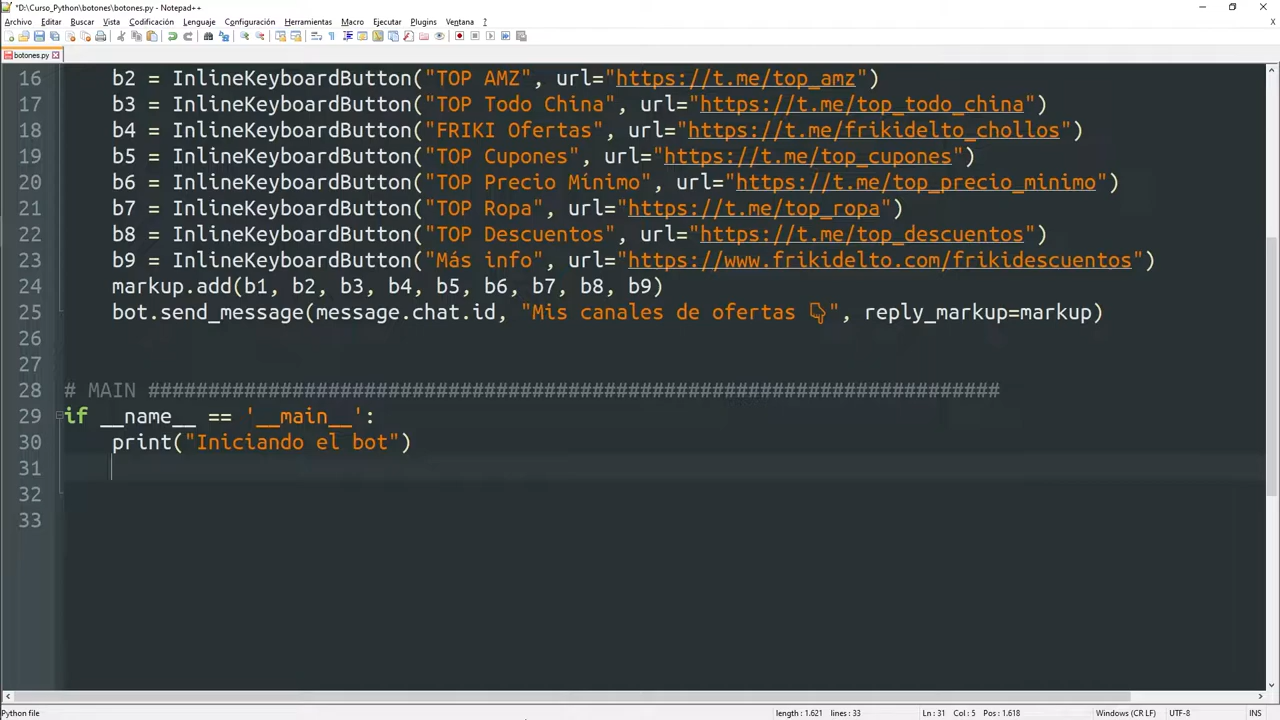 *D:\Curso_Python\botones\botones.py - Notepad++
Archivo Editar Buscar Vista Codificación Lenguaje Configuración Herramientas Macro Ejecutar Plugins Ventana ?
botones.py
16 b2 = InlineKeyboardButton("TOP AMZ", url="https://t.me/top_amz")
17 b3 = InlineKeyboardButton("TOP Todo China", url="https://t.me/top_todo_china")
18 b4 = InlineKeyboardButton("FRIKI Ofertas", url="https://t.me/frikidelto_chollos")
19 b5 = InlineKeyboardButton("TOP Cupones", url="https://t.me/top_cupones")
20 b6 = InlineKeyboardButton("TOP Precio Mínimo", url="https://t.me/top_precio_minimo")
21 b7 = InlineKeyboardButton("TOP Ropa", url="https://t.me/top_ropa")
22 b8 = InlineKeyboardButton("TOP Descuentos", url="https://t.me/top_descuentos")
23 b9 = InlineKeyboardButton("Más info", url="https://www.frikidelto.com/frikidescuentos")
24 markup.add(b1, b2, b3, b4, b5, b6, b7, b8, b9)
25 bot.send_message(message.chat.id, "Mis canales de ofertas 👇", reply_markup=markup)
26
27
28 # MAIN #######################################################################
29 if __name__ == '__main__':
30 print("Iniciando el bot")
31
32
33
Python file length : 1.621 lines : 33 Ln : 31 Col : 5 Pos : 1.618 Windows (CR LF) UTF-8 INS